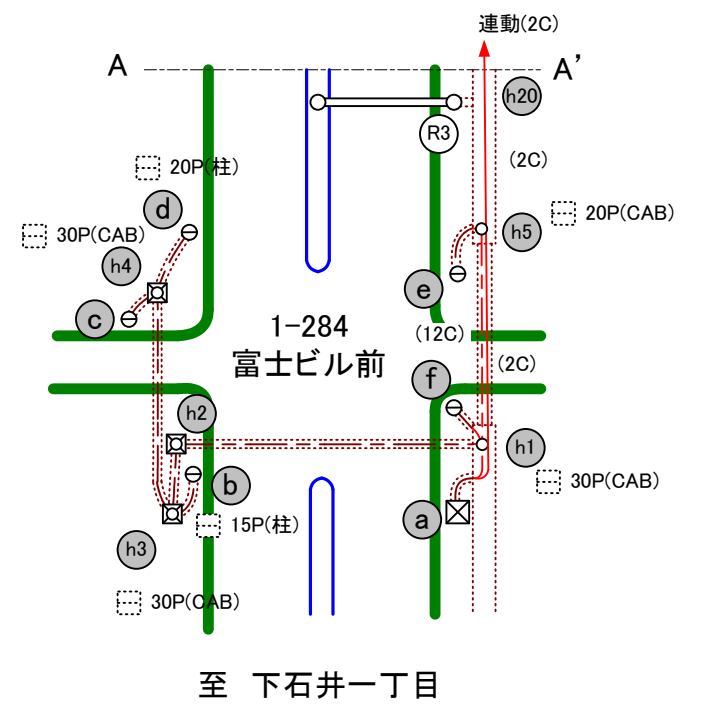 連動(2C)
A
A’
h20
R3
20P(柱)
(2C)
d
20P(CAB)
30P(CAB)
h5
h4
e
c
1-284
(12C)
富士ビル前
(2C)
f
h2
h1
b
30P(CAB)
a
15P(柱)
h3
30P(CAB)
至 下石井一丁目